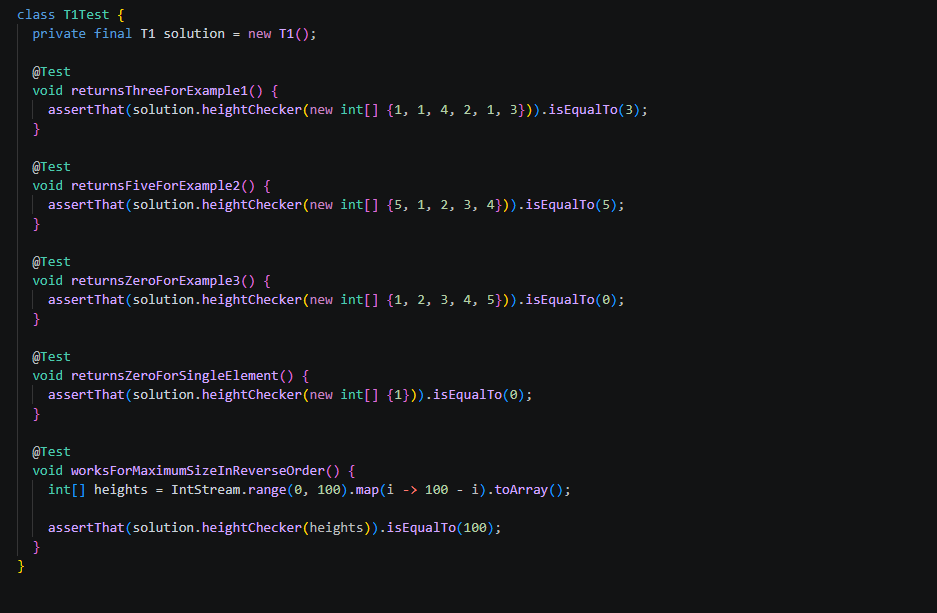 class T1Test {
  private final T1 solution = new T1();

  @Test
  void returnsThreeForExample1() {
    assertThat(solution.heightChecker(new int[] {1, 1, 4, 2, 1, 3})).isEqualTo(3);
  }

  @Test
  void returnsFiveForExample2() {
    assertThat(solution.heightChecker(new int[] {5, 1, 2, 3, 4})).isEqualTo(5);
  }

  @Test
  void returnsZeroForExample3() {
    assertThat(solution.heightChecker(new int[] {1, 2, 3, 4, 5})).isEqualTo(0);
  }

  @Test
  void returnsZeroForSingleElement() {
    assertThat(solution.heightChecker(new int[] {1})).isEqualTo(0);
  }

  @Test
  void worksForMaximumSizeInReverseOrder() {
    int[] heights = IntStream.range(0, 100).map(i -> 100 - i).toArray();

    assertThat(solution.heightChecker(heights)).isEqualTo(100);
  }
}